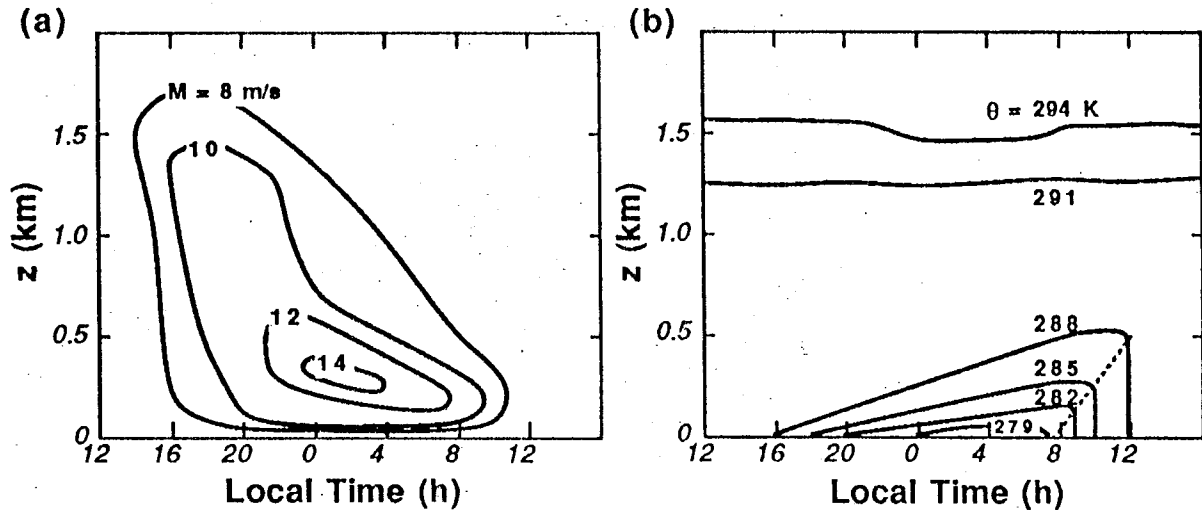 (a)
M = 8 m/s
10
12
14
1.5
1.0
0.5
0
z (km)
12 16 20 0 4 8 12
Local Time (h)
(b)
θ = 294 K
291
288
285
282
279
1.5
1.0
0.5
0
z (km)
12 16 20 0 4 8 12
Local Time (h)